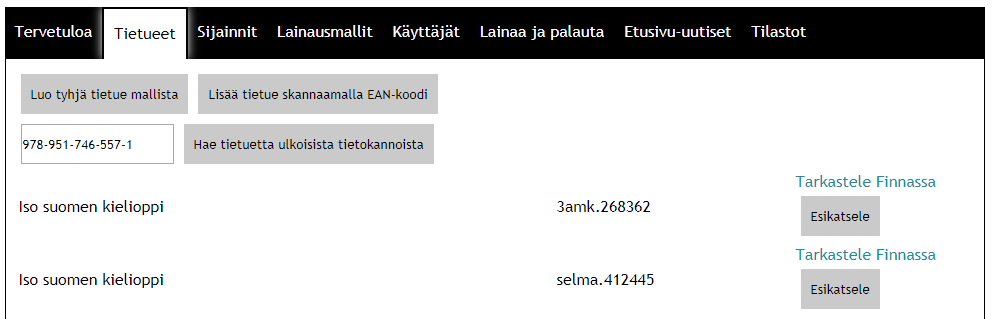 Tervetuloa Tietueet Sijainnit Lainausmallit Käyttäjät Lainaa ja palauta Etusivu-uutiset Tilastot
Luo tyhjä tietue mallista Lisää tietue skannaamalla EAN-koodi
978-951-746-557-1 Hae tietuetta ulkoisista tietokannoista
Tarkastele Finnassa
Iso suomen kielioppi 3amk.268362 Esikatsele
Tarkastele Finnassa
Iso suomen kielioppi selma.412445 Esikatsele